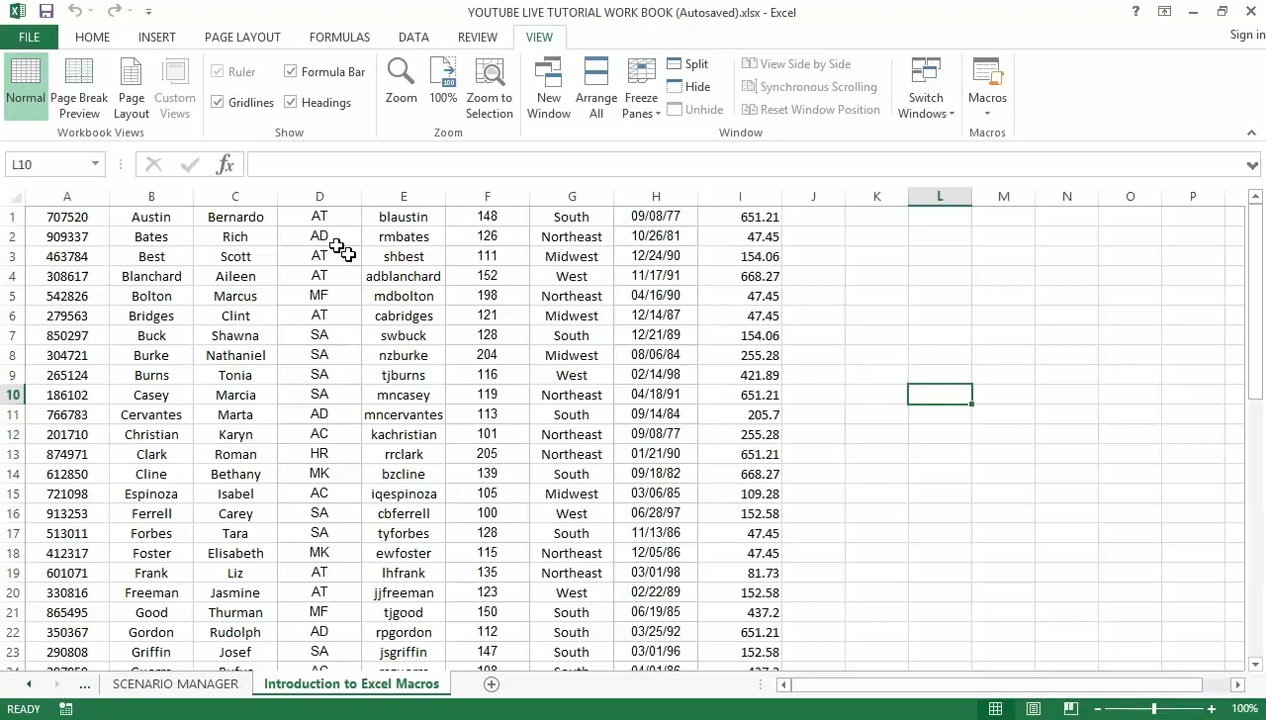 YOUTUBE LIVE TUTORIAL WORK BOOK (Autosaved).xlsx - Excel
?
FILE HOME INSERT PAGE LAYOUT FORMULAS DATA REVIEW VIEW Sign in
Normal Page Break Preview Page Layout Custom Views
Workbook Views
Ruler Formula Bar
Gridlines Headings
Show
Zoom 100% Zoom to Selection
100
Zoom
New Window Arrange All Freeze Panes
Split
Hide
Unhide
View Side by Side
Synchronous Scrolling
Reset Window Position
Window
Switch Windows
Macros
Macros
L10 fx
A B C D E F G H I J K L M N O P
1 707520 Austin Bernardo AT blaustin 148 South 09/08/77 651.21
2 909337 Bates Rich AD rmbates 126 Northeast 10/26/81 47.45
3 463784 Best Scott AT shbest 111 Midwest 12/24/90 154.06
4 308617 Blanchard Aileen AT adblanchard 152 West 11/17/91 668.27
5 542826 Bolton Marcus MF mdbolton 198 Northeast 04/16/90 47.45
6 279563 Bridges Clint AT cabridges 121 Midwest 12/14/87 47.45
7 850297 Buck Shawna SA swbuck 128 South 12/21/89 154.06
8 304721 Burke Nathaniel SA nzburke 204 Midwest 08/06/84 255.28
9 265124 Burns Tonia SA tjburns 116 West 02/14/98 421.89
10 186102 Casey Marcia SA mncasey 119 Northeast 04/18/91 651.21
11 766783 Cervantes Marta AD mncervantes 113 South 09/14/84 205.7
12 201710 Christian Karyn AC kachristian 101 Northeast 09/08/77 255.28
13 874971 Clark Roman HR rrclark 205 Northeast 01/21/90 651.21
14 612850 Cline Bethany MK bzcline 139 South 09/18/82 668.27
15 721098 Espinoza Isabel AC iqespinoza 105 Midwest 03/06/85 109.28
16 913253 Ferrell Carey SA cbferrell 100 West 06/28/97 152.58
17 513011 Forbes Tara SA tyforbes 128 South 11/13/86 47.45
18 412317 Foster Elisabeth MK ewfoster 115 Northeast 12/05/86 47.45
19 601071 Frank Liz AT lhfrank 135 Northeast 03/01/98 81.73
20 330816 Freeman Jasmine AT jjfreeman 123 West 02/22/89 152.58
21 865495 Good Thurman MF tjgood 150 South 06/19/85 437.2
22 350367 Gordon Rudolph AD rpgordon 112 South 03/25/92 651.21
23 290808 Griffin Josef SA jsgriffin 147 South 03/01/96 152.58
... SCENARIO MANAGER Introduction to Excel Macros
READY 100%